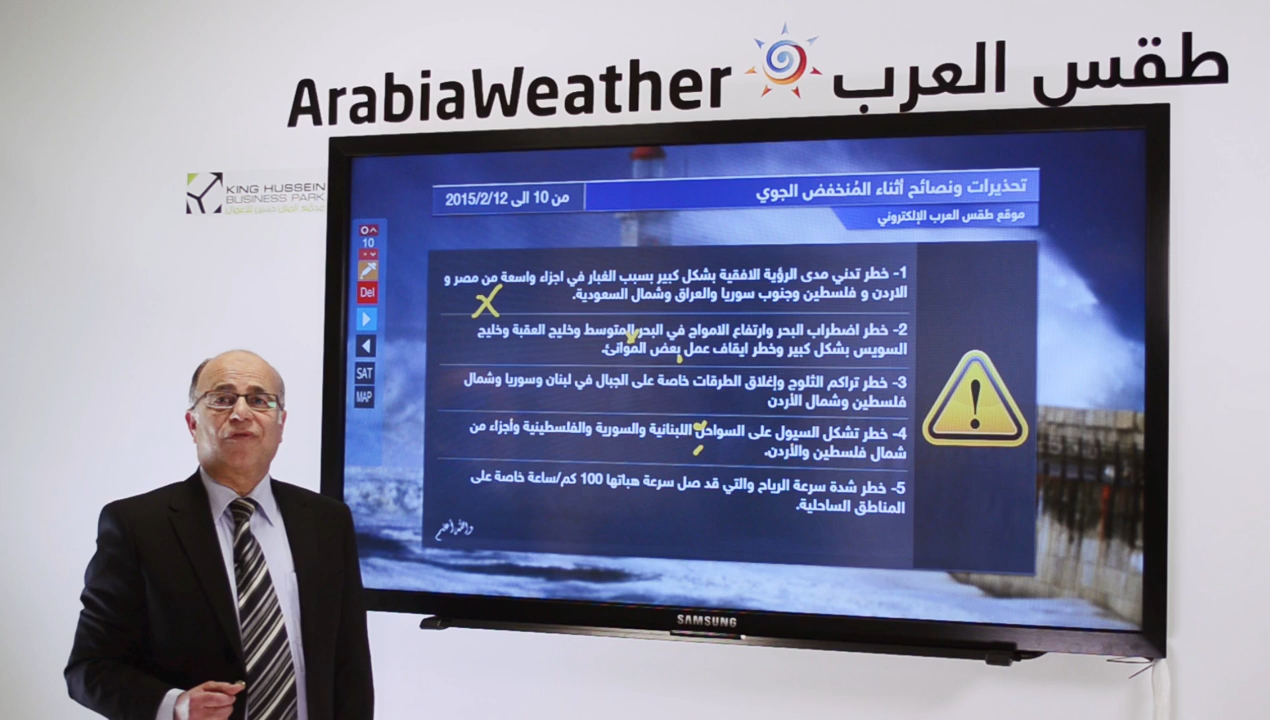 ArabiaWeather طقس العرب
KING HUSSEIN
BUSINESS PARK
تحذيرات ونصائح أثناء المُنخفض الجوي
من 10 الى 2015/2/12
موقع طقس العرب الإلكتروني
10
Del
SAT
MAP
1- خطر تدني مدى الرؤية الافقية بشكل كبير بسبب الغبار في اجزاء واسعة من مصر و
الاردن و فلسطين وجنوب سوريا والعراق وشمال السعودية.
2- خطر اضطراب البحر وارتفاع الامواج في البحر المتوسط وخليج العقبة وخليج
السويس بشكل كبير وخطر ايقاف عمل بعض الموانئ.
3- خطر تراكم الثلوج وإغلاق الطرقات خاصة على الجبال في لبنان وسوريا وشمال
فلسطين وشمال الأردن
4- خطر تشكل السيول على السواحل اللبنانية والسورية والفلسطينية وأجزاء من
شمال فلسطين والأردن.
5- خطر شدة سرعة الرياح والتي قد صل سرعة هباتها 100 كم/ساعة خاصة على
المناطق الساحلية.
والله أعلم
SAMSUNG